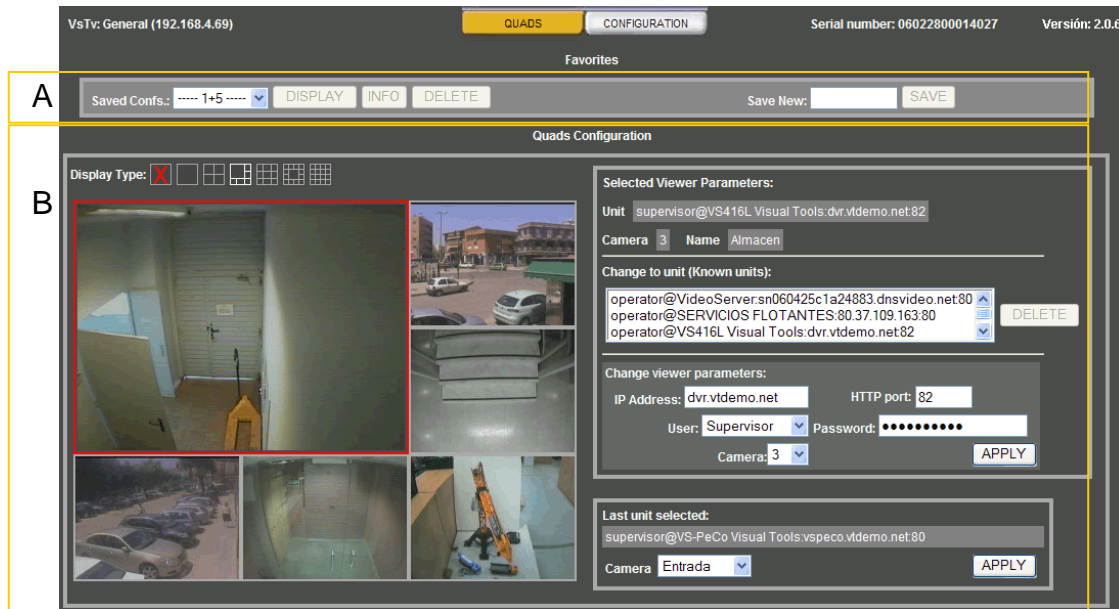 VsTv: General (192.168.4.69) QUADS CONFIGURATION Serial number: 06022800014027 Versión: 2.0.6
Favorites
A
Saved Confs.: ----- 1+5 ----- DISPLAY INFO DELETE Save New: SAVE
Quads Configuration
B
Display Type:
Selected Viewer Parameters:
Unit supervisor@VS416L Visual Tools:dvr.vtdemo.net:82
Camera 3 Name Almacen
Change to unit (Known units):
operator@VideoServer:sn060425c1a24883.dnsvideo.net:80
operator@SERVICIOS FLOTANTES:80.37.109.163:80
operator@VS416L Visual Tools:dvr.vtdemo.net:82
DELETE
Change viewer parameters:
IP Address: dvr.vtdemo.net HTTP port: 82
User: Supervisor Password: ●●●●●●●●●●
Camera: 3 APPLY
Last unit selected:
supervisor@VS-PeCo Visual Tools:vspeco.vtdemo.net:80
Camera Entrada APPLY